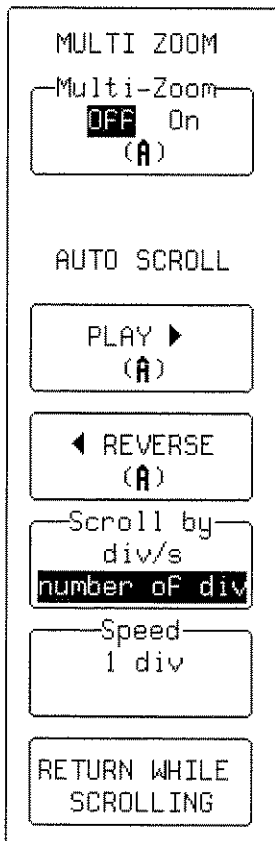 MULTI ZOOM
Multi-Zoom
OFF On
(A)
AUTO SCROLL
PLAY ▶
(A)
◀ REVERSE
(A)
Scroll by
div/s
number of div
Speed
1 div
RETURN WHILE
SCROLLING